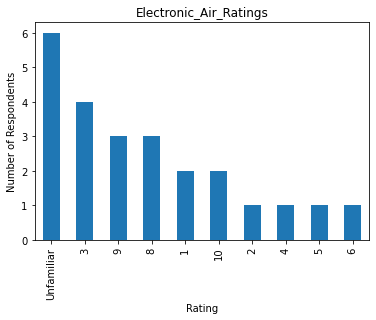 Electronic_Air_Ratings
Number of Respondents
6
5
4
3
2
1
0
Unfamiliar 3 9 8 1 10 2 4 5 6
Rating